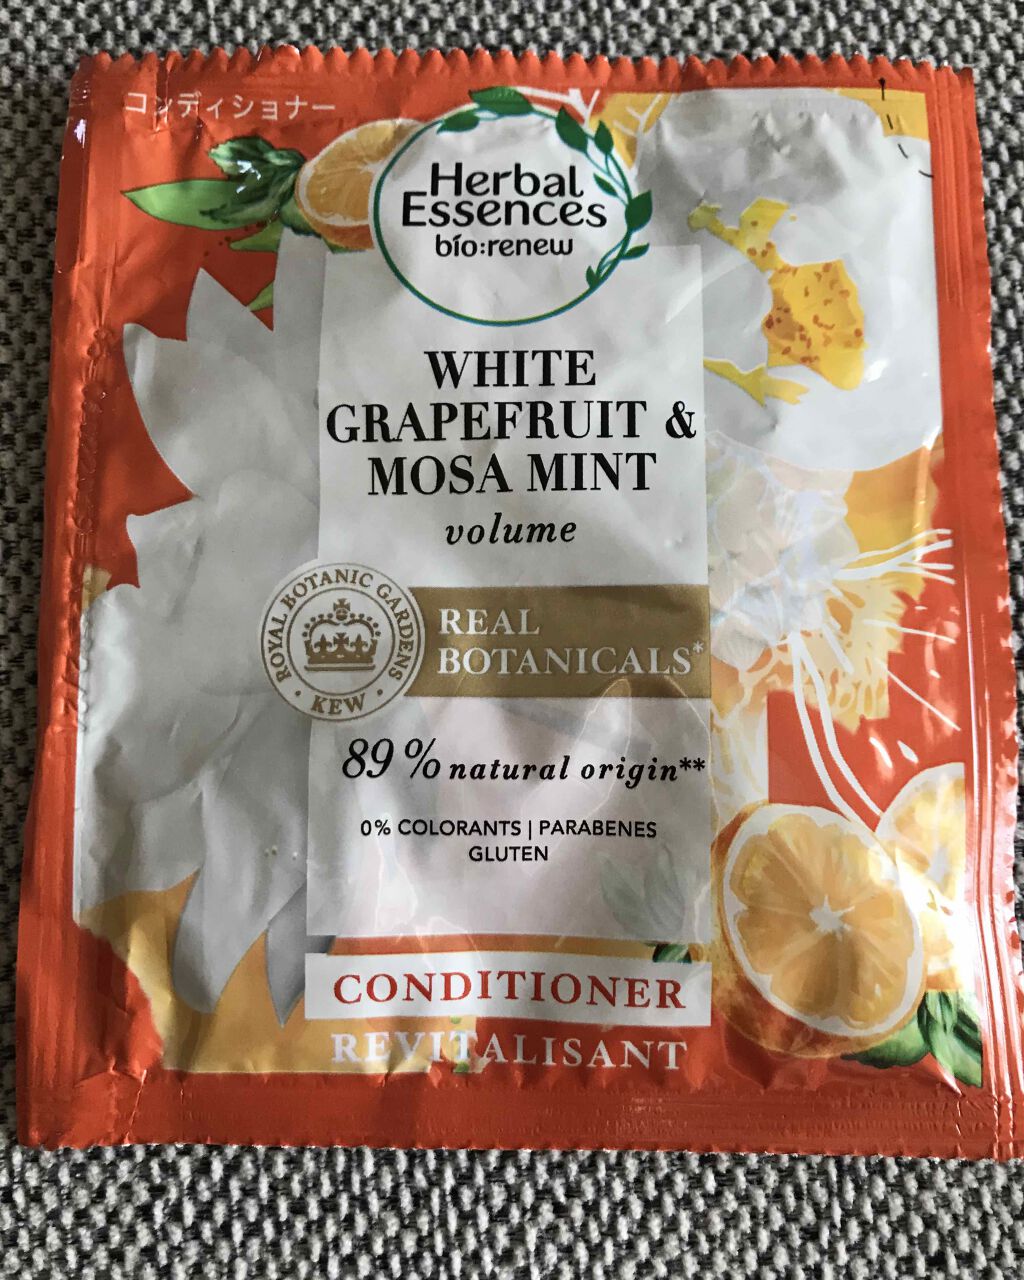 コンディショナー
Herbal
Essences
bío:renew
WHITE
GRAPEFRUIT &
MOSA MINT
volume
ROYAL BOTANIC GARDENS
• KEW •
REAL
BOTANICALS*
89 % natural origin**
0% COLORANTS | PARABENES
GLUTEN
CONDITIONER
REVITALISANT